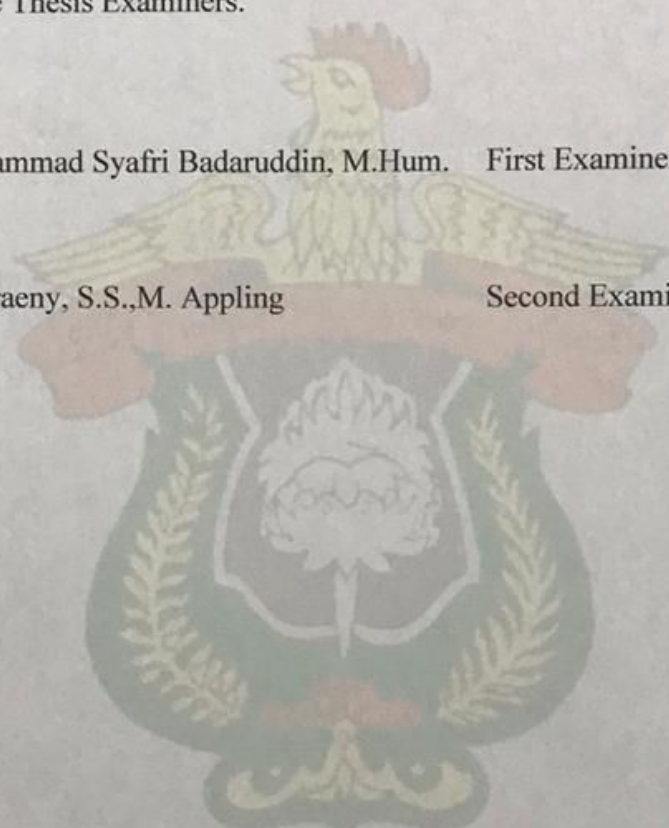 Thesis Examiners.
ammad Syafri Badaruddin, M.Hum. First Examine
aeny, S.S.,M. Appling Second Exami